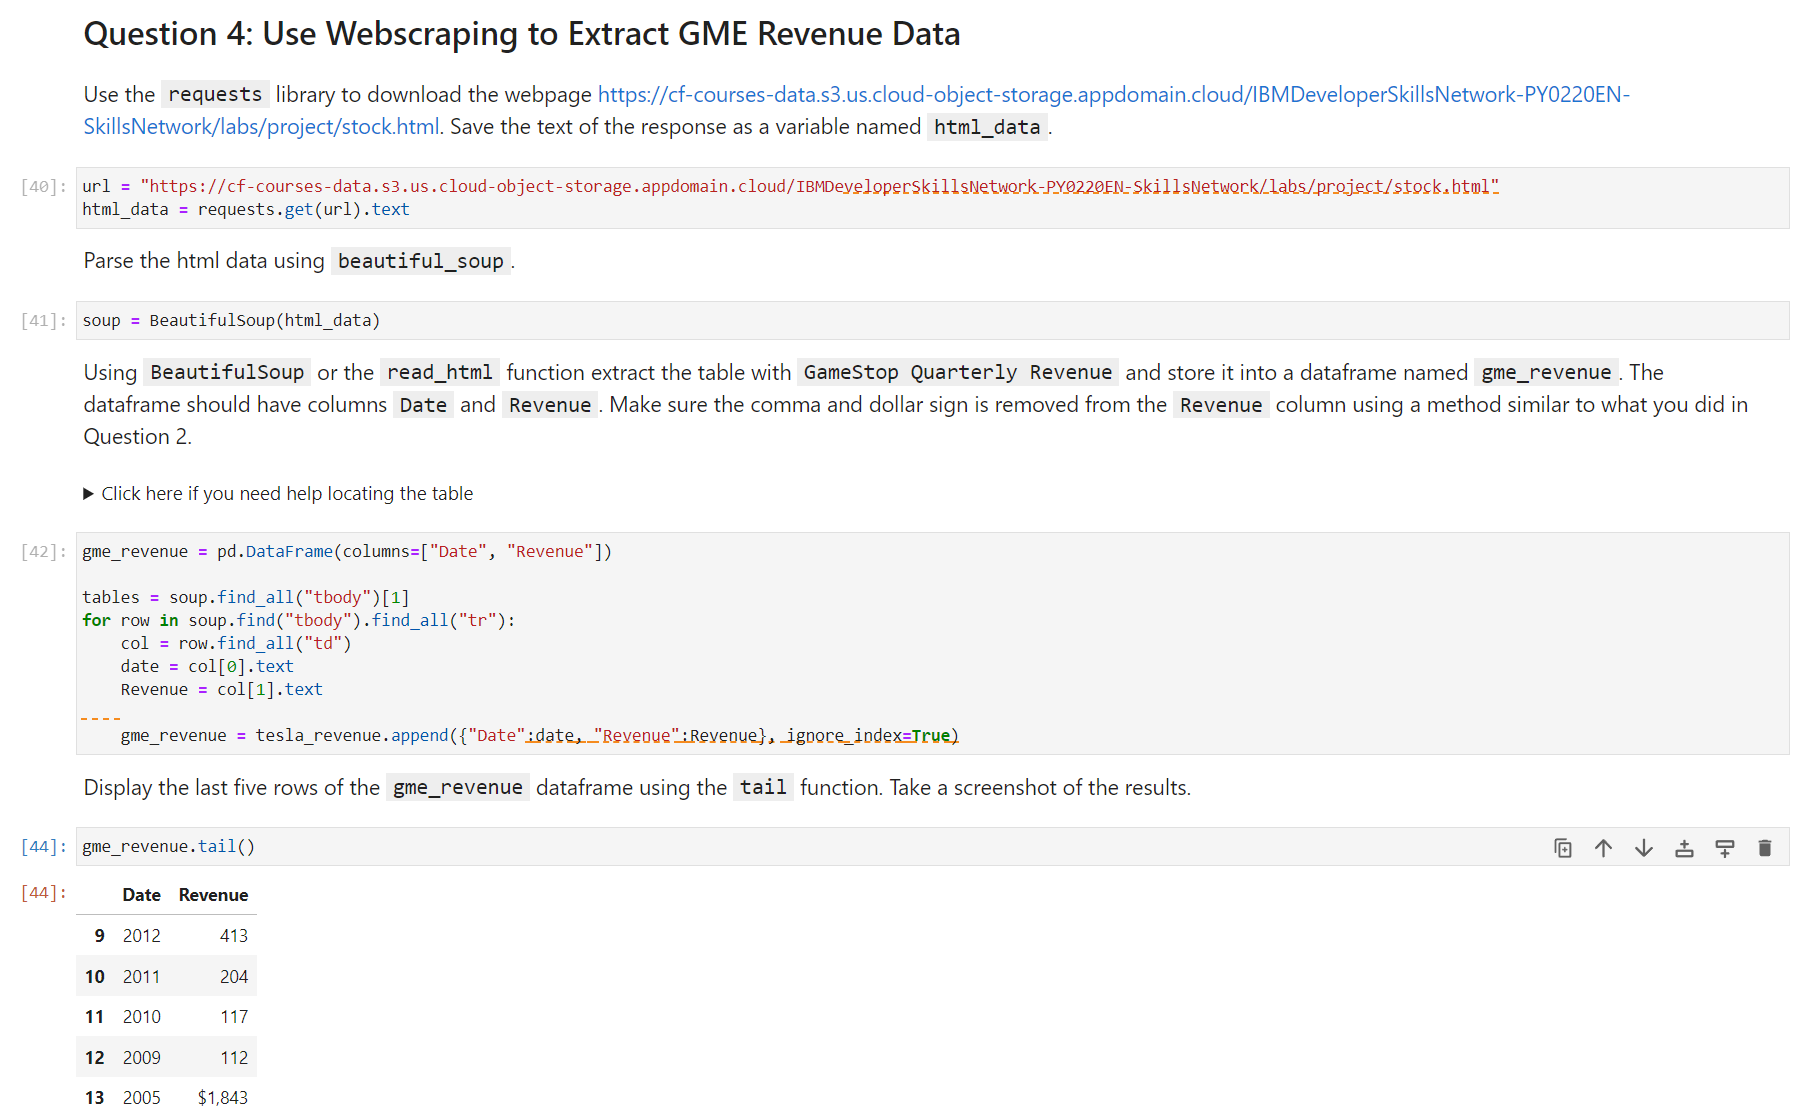 Question 4: Use Webscraping to Extract GME Revenue Data
Use the requests library to download the webpage https://cf-courses-data.s3.us.cloud-object-storage.appdomain.cloud/IBMDeveloperSkillsNetwork-PY0220EN-
SkillsNetwork/labs/project/stock.html. Save the text of the response as a variable named html_data.
[40]: url = "https://cf-courses-data.s3.us.cloud-object-storage.appdomain.cloud/IBMDeveloperSkillsNetwork-PY0220EN-SkillsNetwork/labs/project/stock.html"
html_data = requests.get(url).text
Parse the html data using beautiful_soup.
[41]: soup = BeautifulSoup(html_data)
Using BeautifulSoup or the read_html function extract the table with GameStop Quarterly Revenue and store it into a dataframe named gme_revenue. The
dataframe should have columns Date and Revenue. Make sure the comma and dollar sign is removed from the Revenue column using a method similar to what you did in
Question 2.
▶ Click here if you need help locating the table
[42]: gme_revenue = pd.DataFrame(columns=["Date", "Revenue"])
tables = soup.find_all("tbody")[1]
for row in soup.find("tbody").find_all("tr"):
    col = row.find_all("td")
    date = col[0].text
    Revenue = col[1].text
    gme_revenue = tesla_revenue.append({"Date":date, "Revenue":Revenue}, ignore_index=True)
Display the last five rows of the gme_revenue dataframe using the tail function. Take a screenshot of the results.
[44]: gme_revenue.tail()
[44]: Date Revenue
9 2012 413
10 2011 204
11 2010 117
12 2009 112
13 2005 $1,843